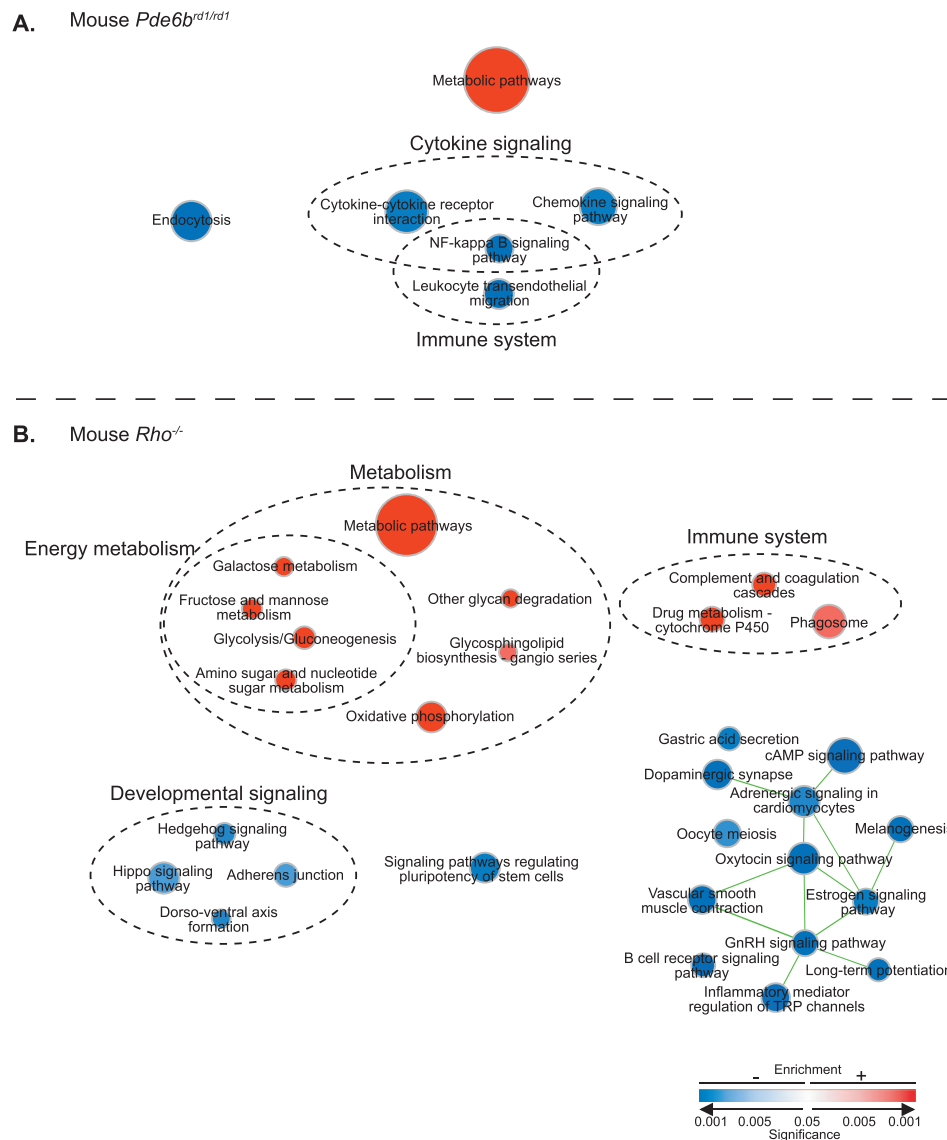 A.
Mouse Pde6brd1/rd1
Metabolic pathways
Cytokine signaling
Cytokine-cytokine receptor
interaction
Chemokine signaling
pathway
Endocytosis
NF-kappa B signaling
pathway
Leukocyte transendothelial
migration
Immune system
B.
Mouse Rho-/-
Metabolism
Metabolic pathways
Energy metabolism
Galactose metabolism
Fructose and mannose
metabolism
Glycolysis/Gluconeogenesis
Amino sugar and nucleotide
sugar metabolism
Other glycan degradation
Glycosphingolipid
biosynthesis - gangio series
Oxidative phosphorylation
Immune system
Complement and coagulation
cascades
Drug metabolism -
cytochrome P450
Phagosome
Developmental signaling
Hedgehog signaling
pathway
Hippo signaling
pathway
Adherens junction
Dorso-ventral axis
formation
Signaling pathways regulating
pluripotency of stem cells
Gastric acid secretion
cAMP signaling pathway
Dopaminergic synapse
Adrenergic signaling in
cardiomyocytes
Oocyte meiosis
Melanogenesis
Oxytocin signaling pathway
Vascular smooth
muscle contraction
Estrogen signaling
pathway
GnRH signaling pathway
B cell receptor signaling
pathway
Long-term potentiation
Inflammatory mediator
regulation of TRP channels
Enrichment
- +
0.001 0.005 0.05 0.005 0.001
Significance